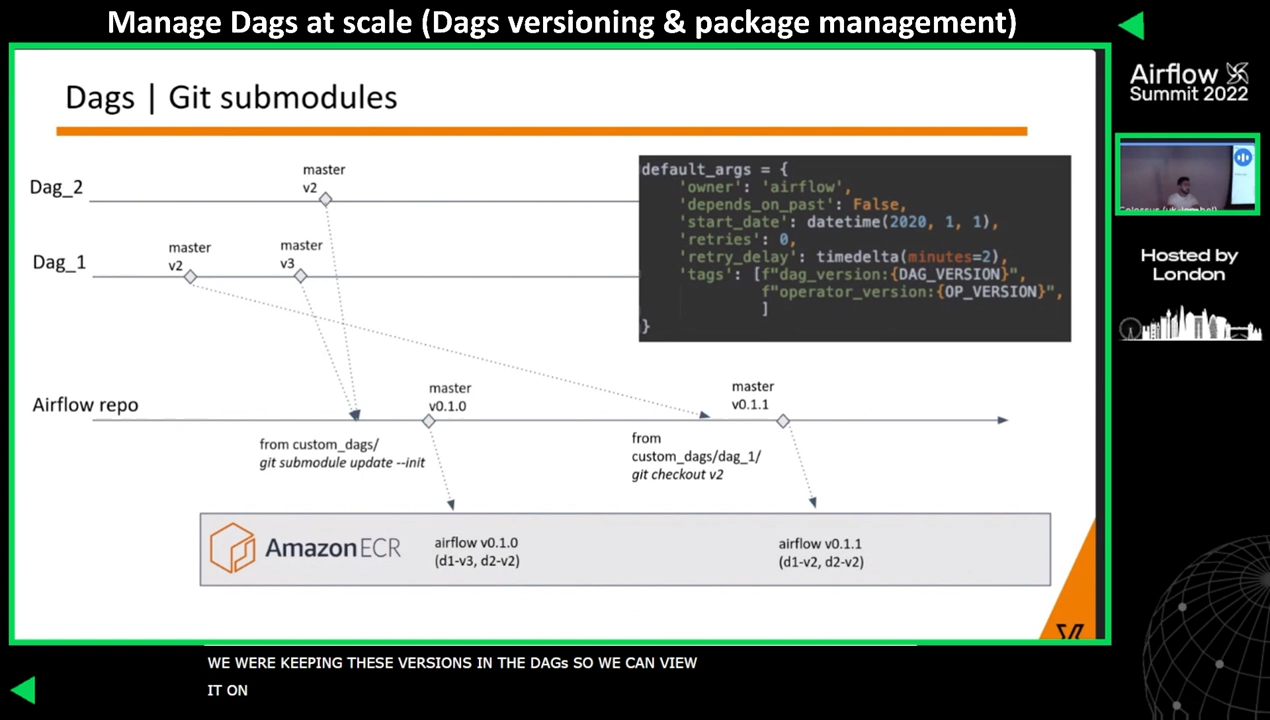 Manage Dags at scale (Dags versioning & package management)
Airflow
Summit 2022
Hosted by
London
Dags | Git submodules
Dag_2
master
v2
Dag_1
master
v2
master
v3
default_args = {
'owner': 'airflow',
'depends_on_past': False,
'start_date': datetime(2020, 1, 1),
'retries': 0,
'retry_delay': timedelta(minutes=2),
'tags': [f"dag_version:{DAG_VERSION}",
f"operator_version:{OP_VERSION}",
]
}
Airflow repo
master
v0.1.0
master
v0.1.1
from custom_dags/
git submodule update --init
from
custom_dags/dag_1/
git checkout v2
Amazon ECR
airflow v0.1.0
(d1-v3, d2-v2)
airflow v0.1.1
(d1-v2, d2-v2)
WE WERE KEEPING THESE VERSIONS IN THE DAGs SO WE CAN VIEW
IT ON